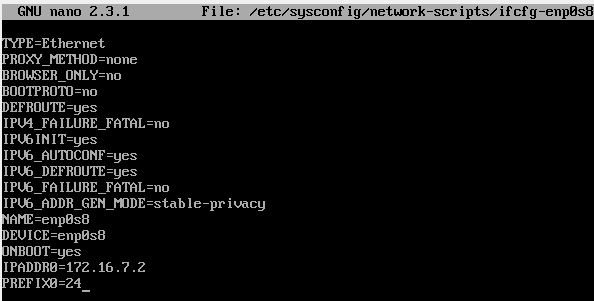 GNU nano 2.3.1 File: /etc/sysconfig/network-scripts/ifcfg-enp0s8
TYPE=Ethernet
PROXY_METHOD=none
BROWSER_ONLY=no
BOOTPROTO=no
DEFROUTE=yes
IPV4_FAILURE_FATAL=no
IPV6INIT=yes
IPV6_AUTOCONF=yes
IPV6_DEFROUTE=yes
IPV6_FAILURE_FATAL=no
IPV6_ADDR_GEN_MODE=stable-privacy
NAME=enp0s8
DEVICE=enp0s8
ONBOOT=yes
IPADDR0=172.16.7.2
PREFIX0=24